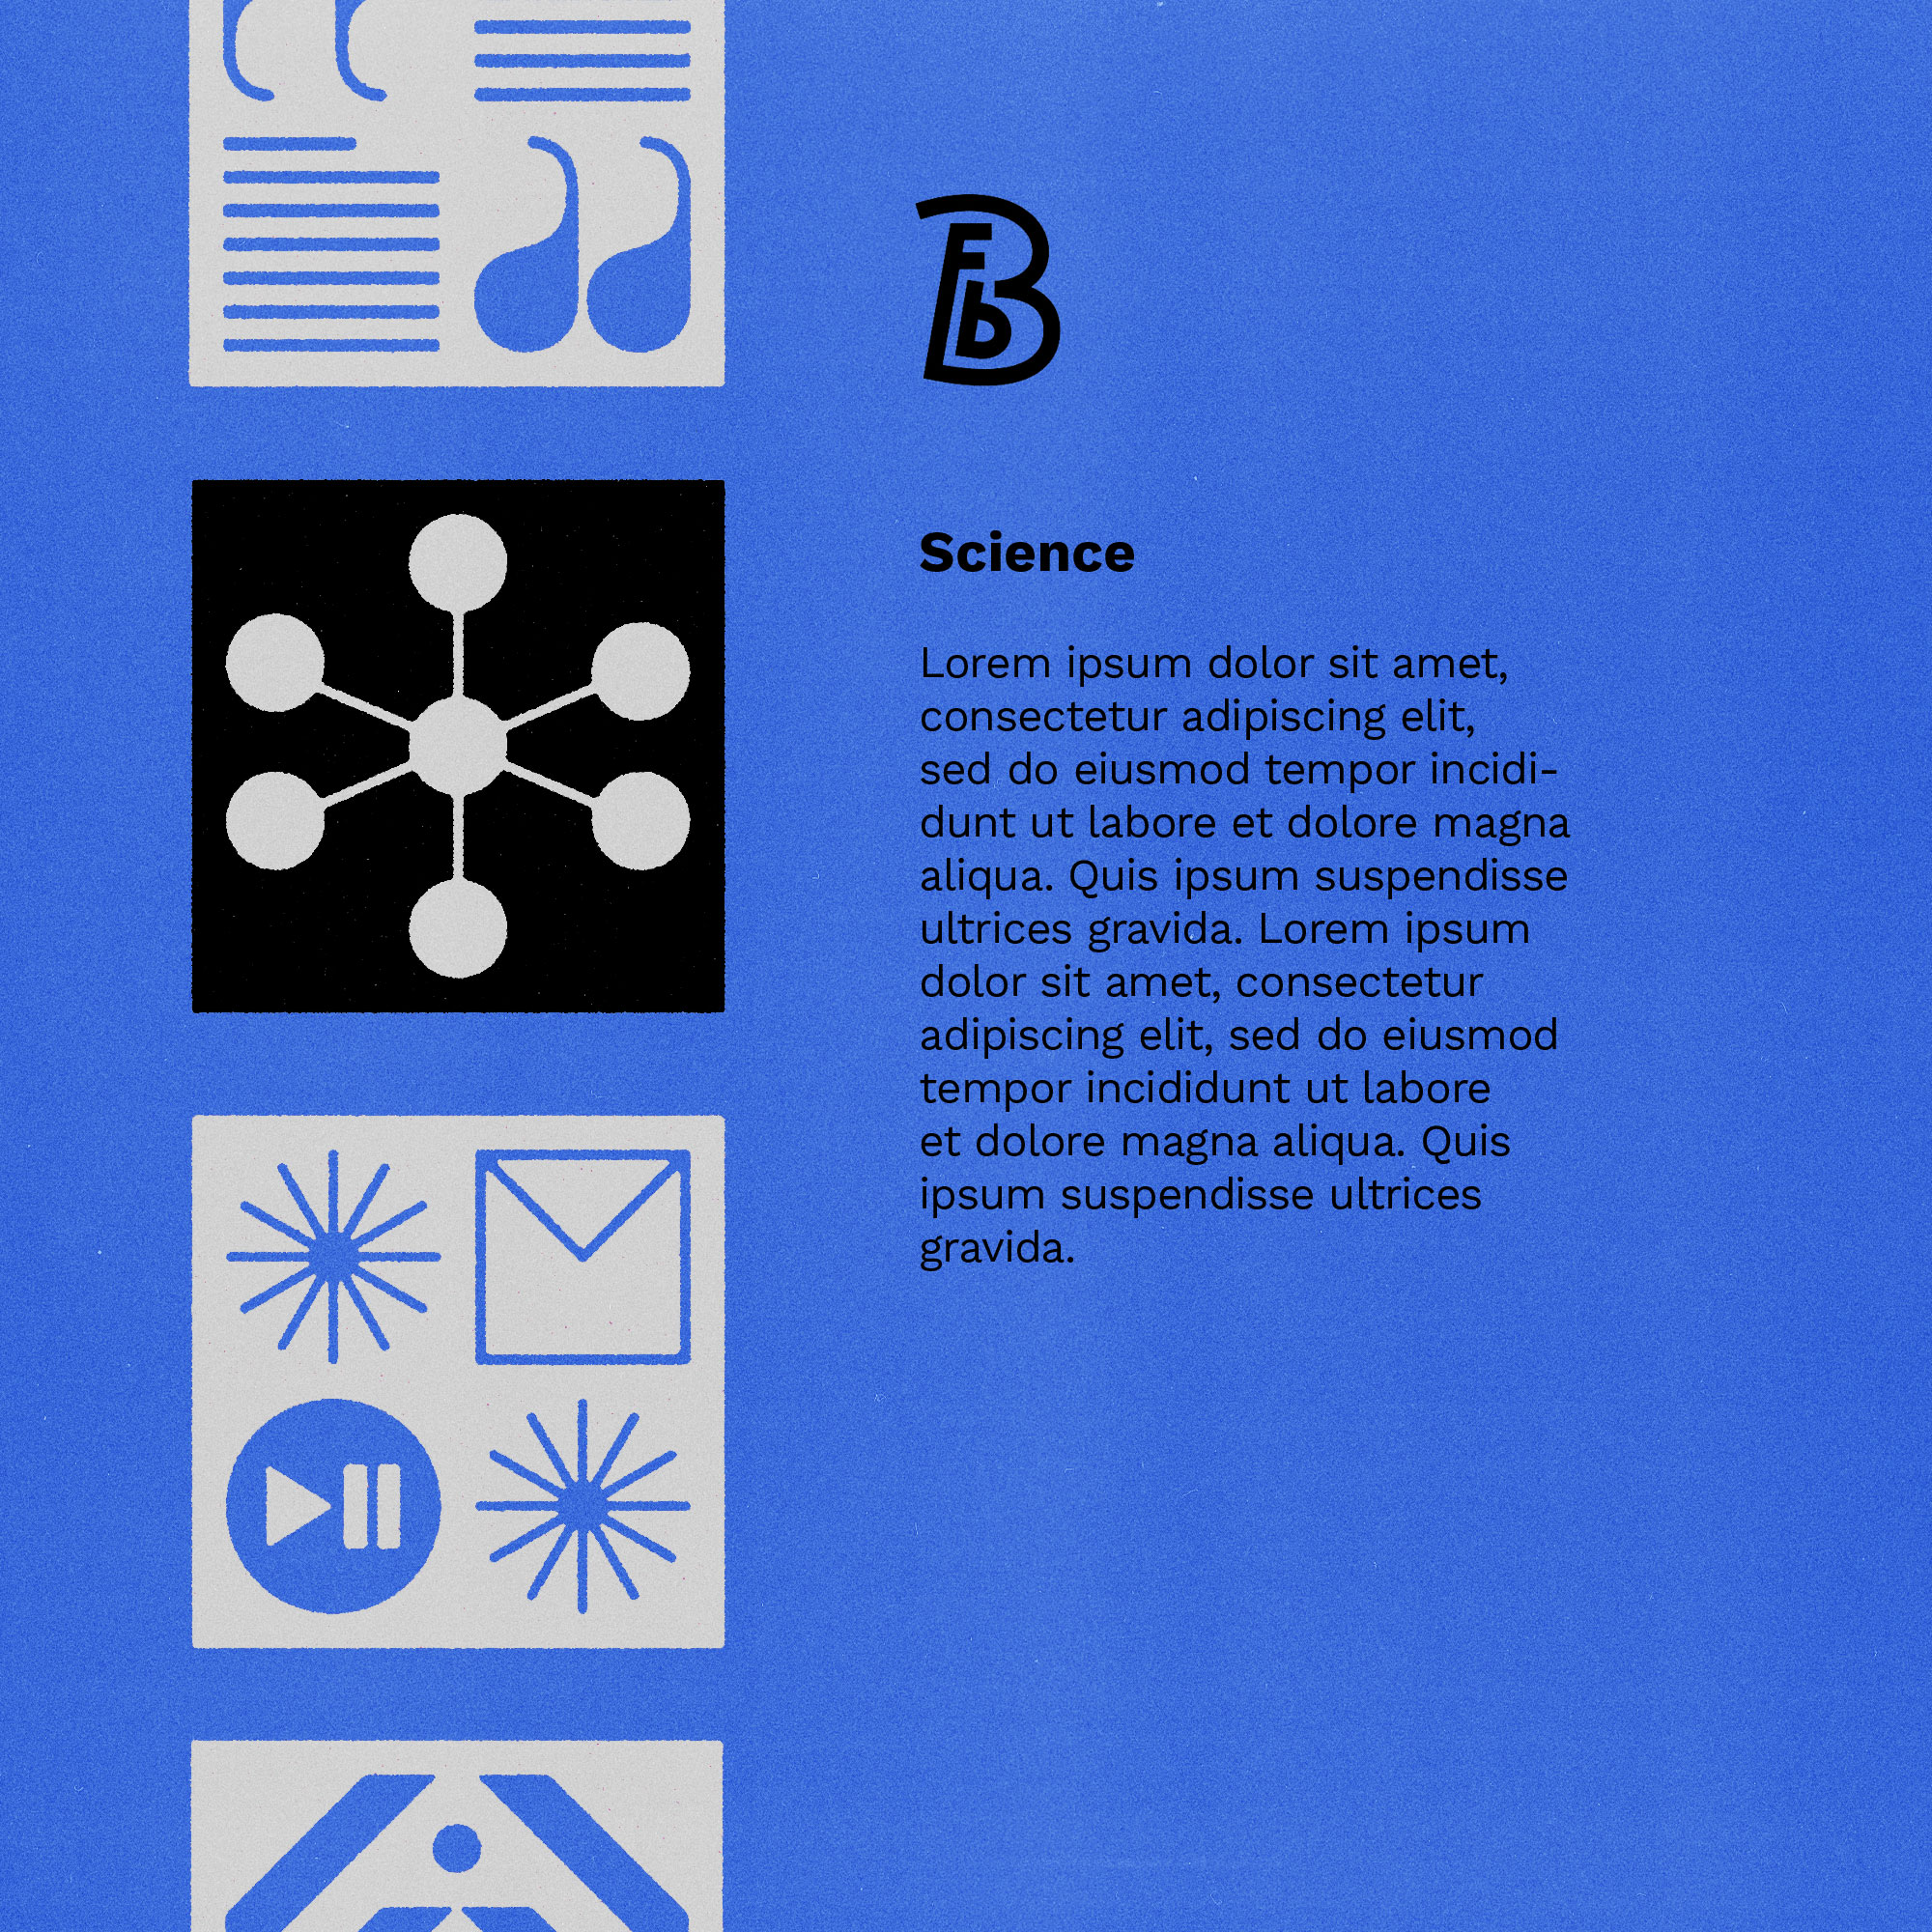 FbB
Science
Lorem ipsum dolor sit amet,
consectetur adipiscing elit,
sed do eiusmod tempor incidi-
dunt ut labore et dolore magna
aliqua. Quis ipsum suspendisse
ultrices gravida. Lorem ipsum
dolor sit amet, consectetur
adipiscing elit, sed do eiusmod
tempor incididunt ut labore
et dolore magna aliqua. Quis
ipsum suspendisse ultrices
gravida.